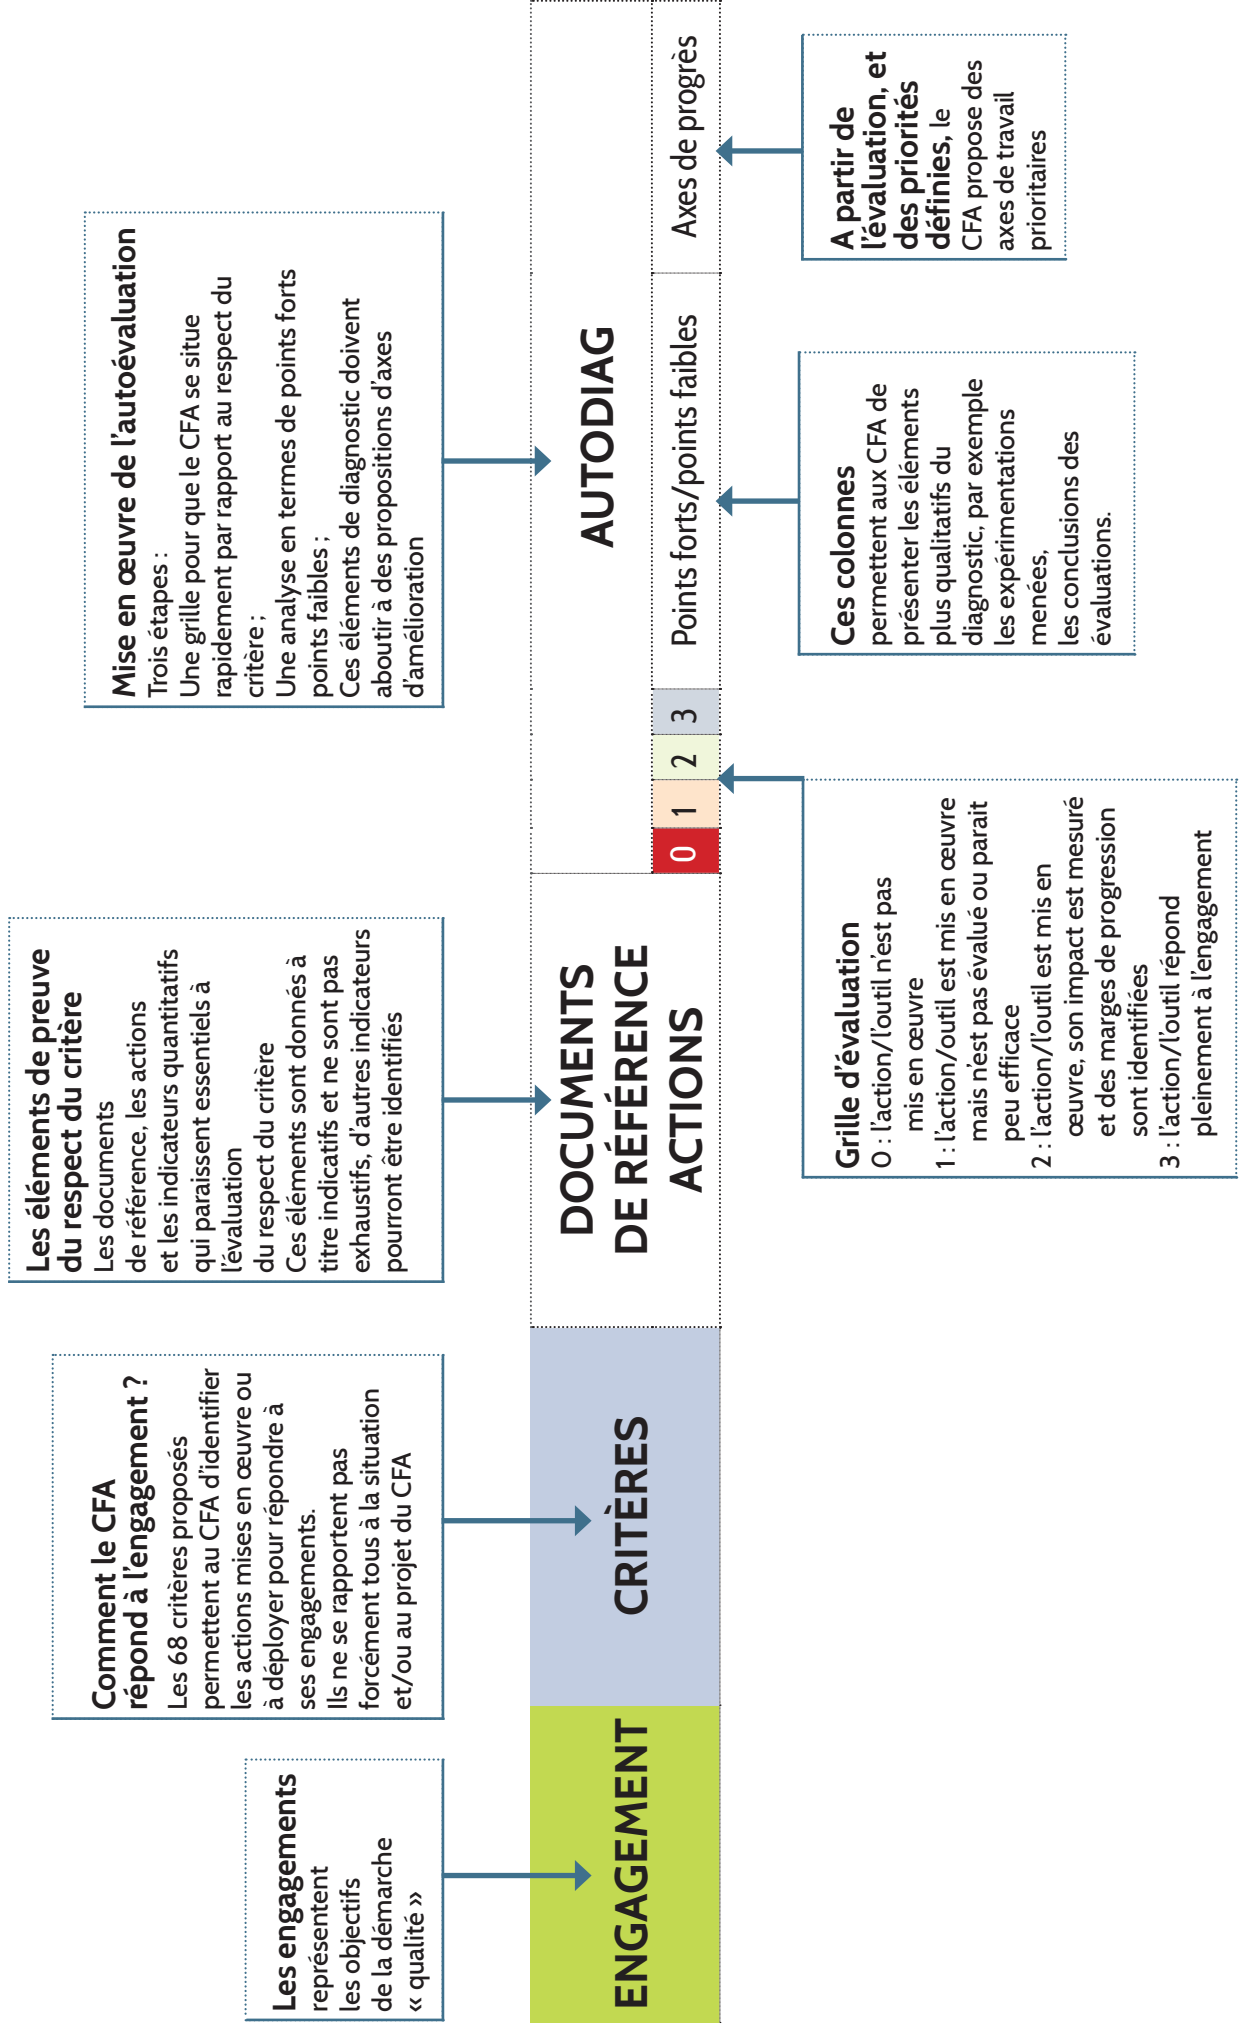 Les engagements
représentent
les objectifs
de la démarche
« qualité »
Comment le CFA
répond à l'engagement ?
Les 68 critères proposés
permettent au CFA d'identifier
les actions mises en œuvre ou
à déployer pour répondre à
ses engagements.
Ils ne se rapportent pas
forcément tous à la situation
et/ou au projet du CFA
Les éléments de preuve
du respect du critère
Les documents
de référence, les actions
et les indicateurs quantitatifs
qui paraissent essentiels à
l'évaluation
du respect du critère
Ces éléments sont donnés à
titre indicatifs et ne sont pas
exhaustifs, d'autres indicateurs
pourront être identifiés
Mise en œuvre de l'autoévaluation
Trois étapes :
Une grille pour que le CFA se situe
rapidement par rapport au respect du
critère ;
Une analyse en termes de points forts
points faibles ;
Ces éléments de diagnostic doivent
aboutir à des propositions d'axes
d'amélioration
ENGAGEMENT
CRITÈRES
DOCUMENTS
DE RÉFÉRENCE
ACTIONS
AUTODIAG
0
1
2
3
Points forts/points faibles
Axes de progrès
Grille d'évaluation
0 : l'action/l'outil n'est pas
mis en œuvre
1 : l'action/outil est mis en œuvre
mais n'est pas évalué ou parait
peu efficace
2 : l'action/l'outil est mis en
œuvre, son impact est mesuré
et des marges de progression
sont identifiées
3 : l'action/l'outil répond
pleinement à l'engagement
Ces colonnes
permettent aux CFA de
présenter les éléments
plus qualitatifs du
diagnostic, par exemple
les expérimentations
menées,
les conclusions des
évaluations.
A partir de
l'évaluation, et
des priorités
définies, le
CFA propose des
axes de travail
prioritaires